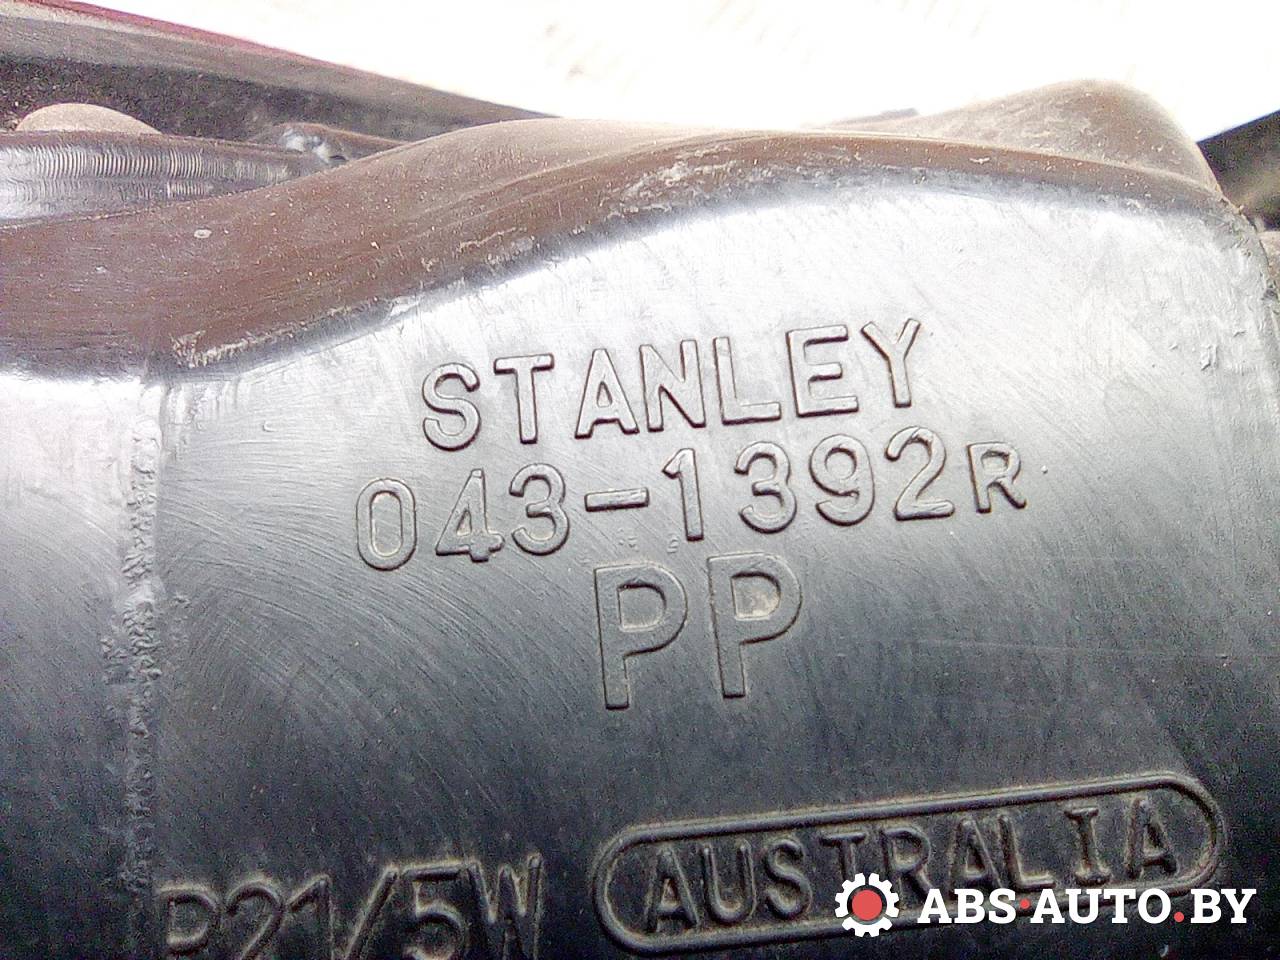 STANLEY
043-1392R
PP
P21/5W
AUSTRALIA
ABS-AUTO.BY